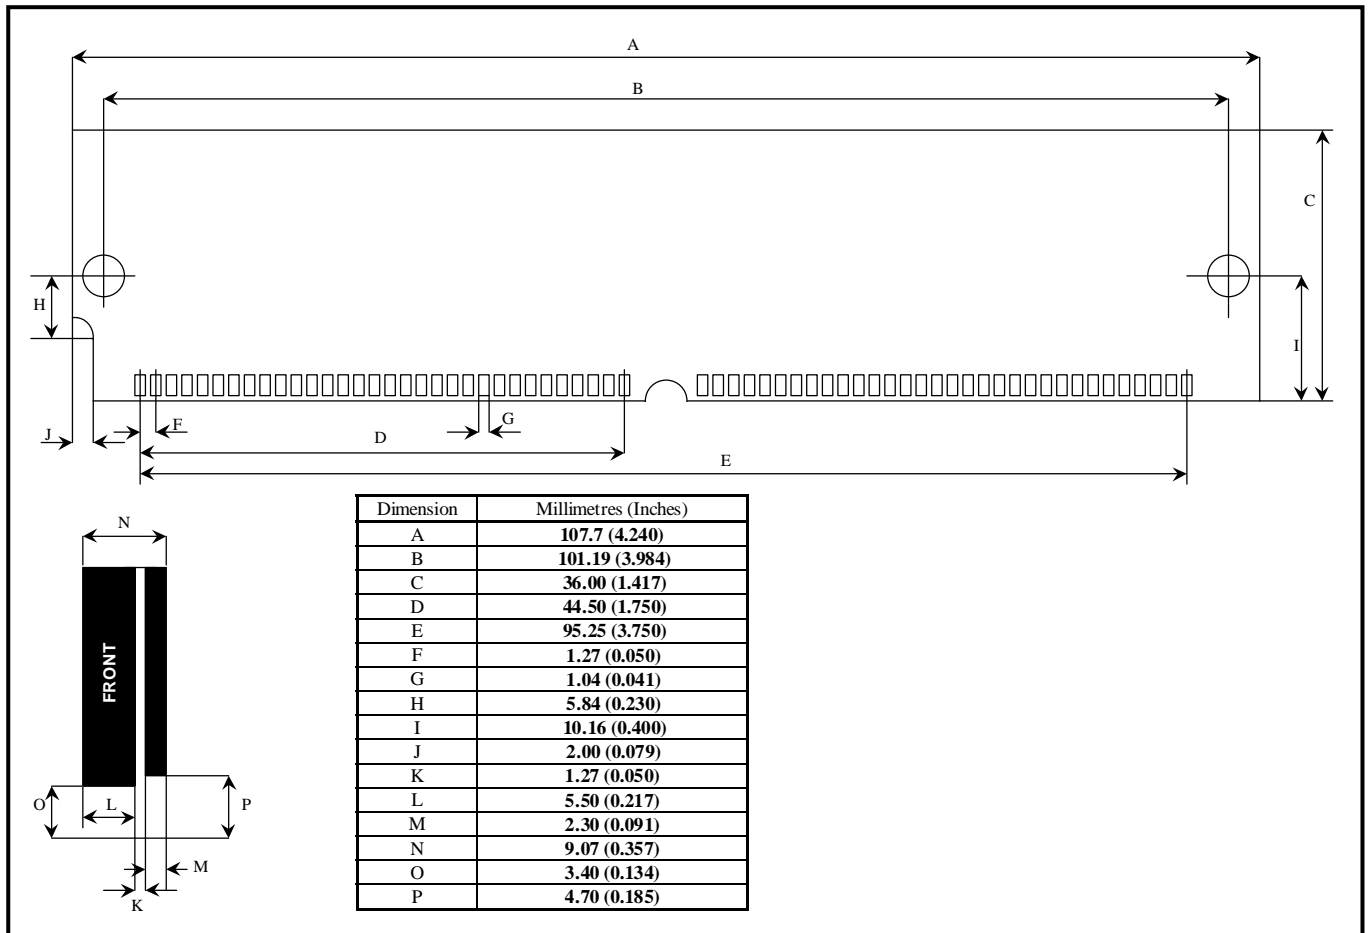 A
B
C
H
I
J
F
G
D
E
N
FRONT
O
L
P
M
K
Dimension Millimetres (Inches)
A 107.7 (4.240)
B 101.19 (3.984)
C 36.00 (1.417)
D 44.50 (1.750)
E 95.25 (3.750)
F 1.27 (0.050)
G 1.04 (0.041)
H 5.84 (0.230)
I 10.16 (0.400)
J 2.00 (0.079)
K 1.27 (0.050)
L 5.50 (0.217)
M 2.30 (0.091)
N 9.07 (0.357)
O 3.40 (0.134)
P 4.70 (0.185)